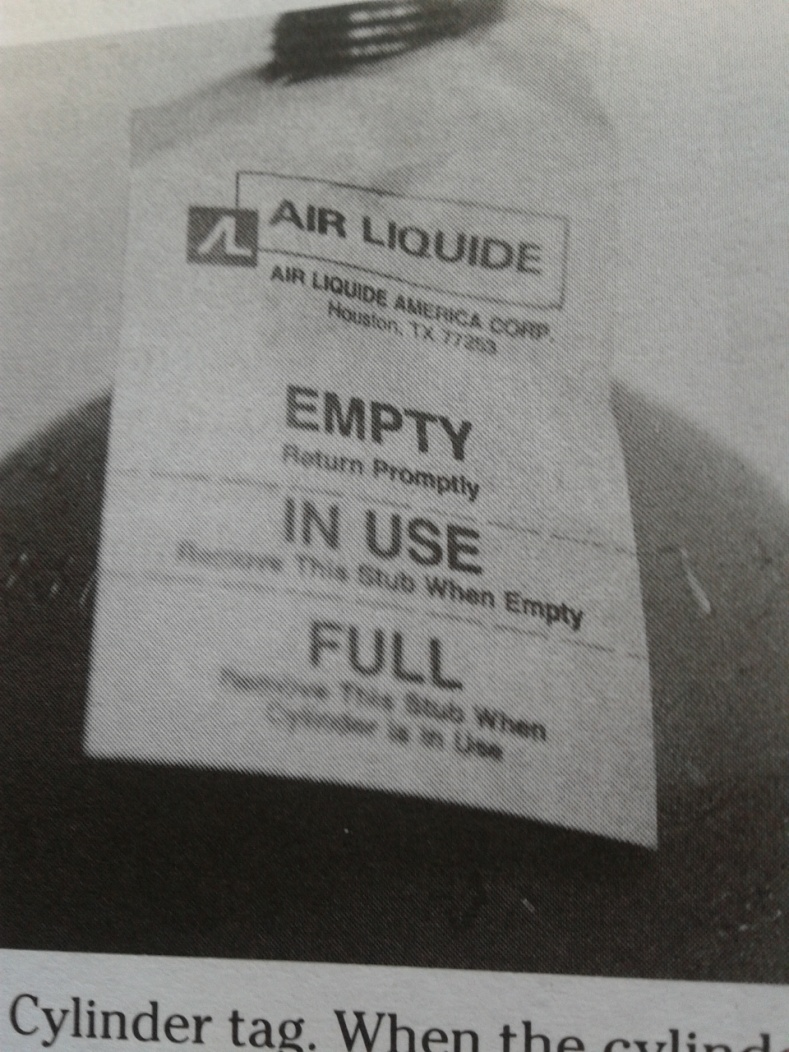 AIR LIQUIDE
AIR LIQUIDE AMERICA CORP.
Houston, TX 77253
EMPTY
Return Promptly
IN USE
Remove This Stub When Empty
FULL
Remove This Stub When
Cylinder is in Use
Cylinder tag. When the